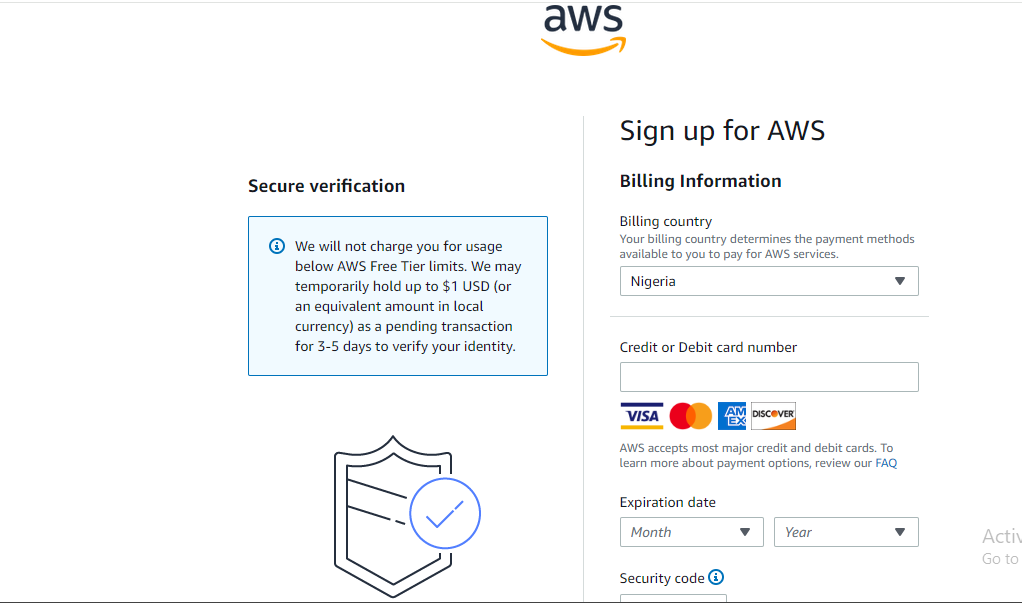 aws
Sign up for AWS
Secure verification
We will not charge you for usage
below AWS Free Tier limits. We may
temporarily hold up to $1 USD (or
an equivalent amount in local
currency) as a pending transaction
for 3-5 days to verify your identity.
Billing Information
Billing country
Your billing country determines the payment methods
available to you to pay for AWS services.
Nigeria
Credit or Debit card number
VISA
AM
EX
DISCOVER
AWS accepts most major credit and debit cards. To
learn more about payment options, review our FAQ
Expiration date
Month
Year
Security code
Activ
Go to